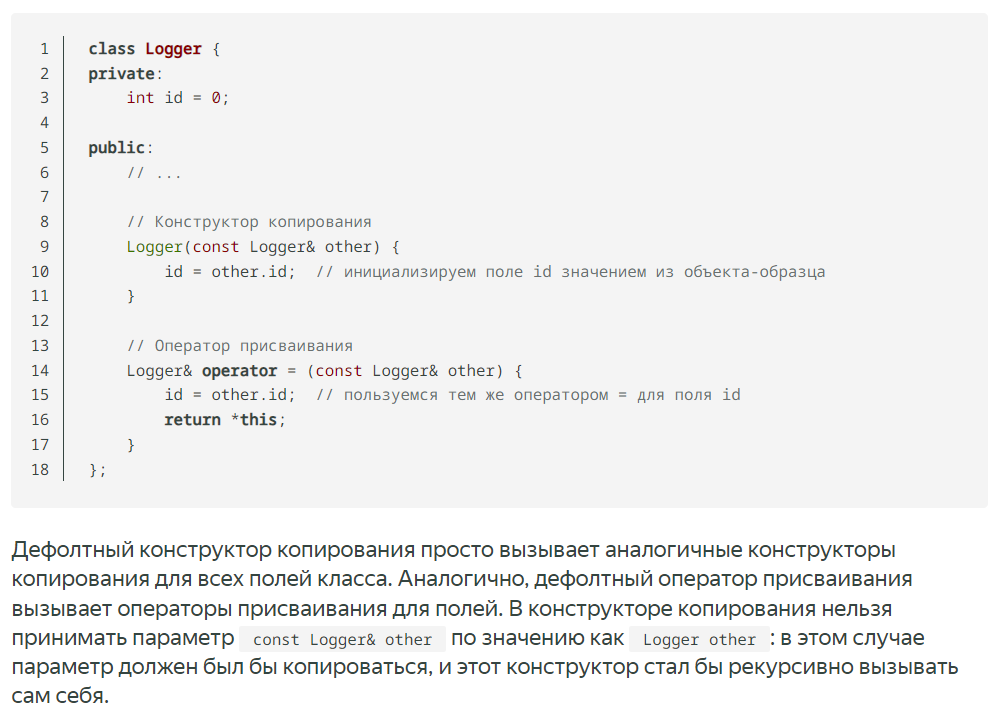 1 class Logger {
2 private:
3     int id = 0;
4
5 public:
6     // ...
7
8     // Конструктор копирования
9     Logger(const Logger& other) {
10         id = other.id;  // инициализируем поле id значением из объекта-образца
11     }
12
13     // Оператор присваивания
14     Logger& operator = (const Logger& other) {
15         id = other.id;  // пользуемся тем же оператором = для поля id
16         return *this;
17     }
18 };
Дефолтный конструктор копирования просто вызывает аналогичные конструкторы
копирования для всех полей класса. Аналогично, дефолтный оператор присваивания
вызывает операторы присваивания для полей. В конструкторе копирования нельзя
принимать параметр const Logger& other по значению как Logger other : в этом случае
параметр должен был бы копироваться, и этот конструктор стал бы рекурсивно вызывать
сам себя.